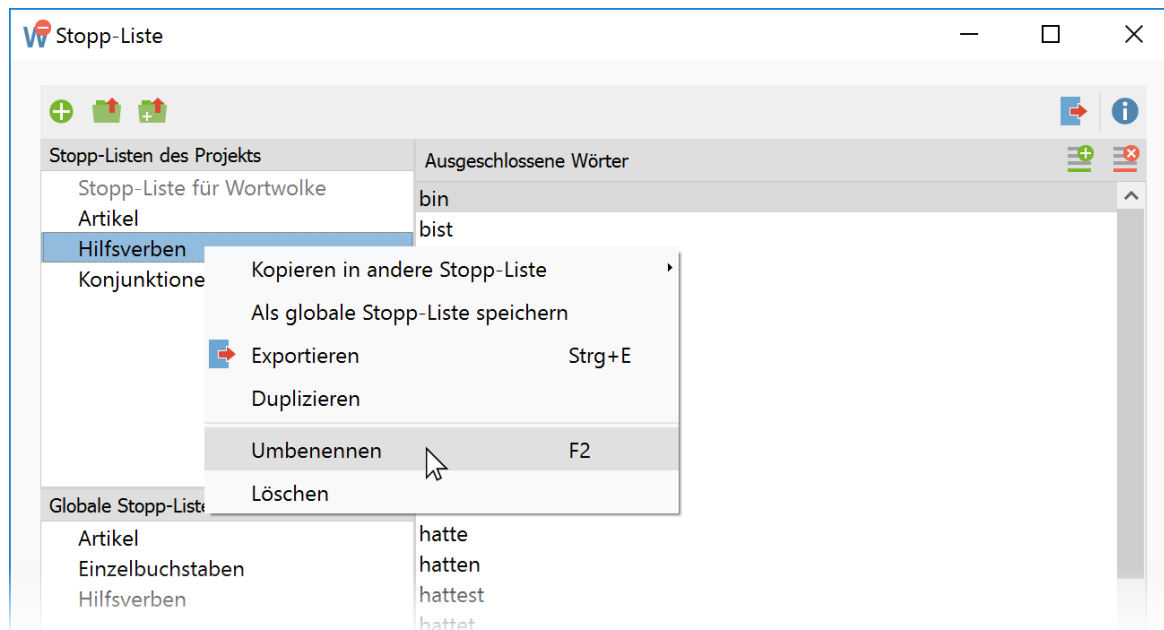 Stopp-Liste
Stopp-Listen des Projekts
Stopp-Liste für Wortwolke
Artikel
Hilfsverben
Konjunktione
Ausgeschlossene Wörter
bin
bist
Kopieren in andere Stopp-Liste
Als globale Stopp-Liste speichern
Exportieren Strg+E
Duplizieren
Umbenennen F2
Löschen
Globale Stopp-Liste
Artikel
Einzelbuchstaben
Hilfsverben
hatte
hatten
hattest
hattet